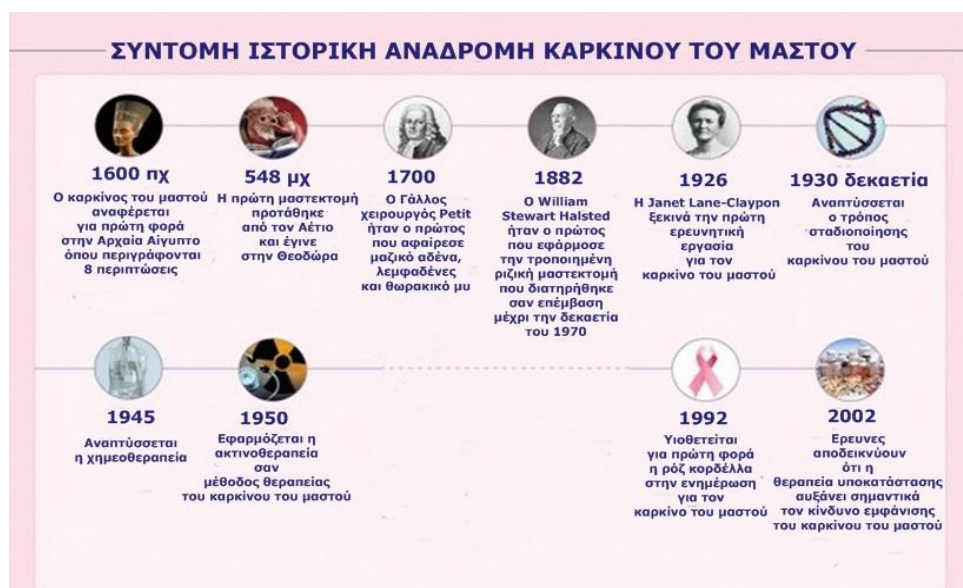 ΣΥΝΤΟΜΗ ΙΣΤΟΡΙΚΗ ΑΝΑΔΡΟΜΗ ΚΑΡΚΙΝΟΥ ΤΟΥ ΜΑΣΤΟΥ
1600 πχ
Ο καρκίνος του μαστού
αναφέρεται
για πρώτη φορά
στην Αρχαία Αίγυπτο
όπου περιγράφονται
8 περιπτώσεις
548 μχ
Η πρώτη μαστεκτομή
προτάθηκε
από τον Αέτιο
και έγινε
στην Θεοδώρα
1700
Ο Γάλλος
χειρουργός Petit
ήταν ο πρώτος
που αφαίρεσε
μαζικό αδένα,
λεμφαδένες
και θωρακικό μυ
1882
Ο William
Stewart Halsted
ήταν ο πρώτος
που εφάρμοσε
την τροποιημένη
ριζική μαστεκτομή
που διατηρήθηκε
σαν επέμβαση
μέχρι την δεκαετία
του 1970
1926
Η Janet Lane-Claypon
ξεκινά την πρώτη
ερευνητική
εργασία
για τον
καρκίνο του μαστού
1930 δεκαετία
Αναπτύσσεται
ο τρόπος
σταδιοποίησης
του
καρκίνου του μαστού
1945
Αναπτύσσεται
η χημεοθεραπεία
1950
Εφαρμόζεται η
ακτινοθεραπεία
σαν
μέθοδος θεραπείας
του καρκίνου του μαστού
1992
Υιοθετείται
για πρώτη φορά
η ρόζ κορδέλλα
στην ενημέρωση
για τον
καρκίνο του μαστού
2002
Ερευνες
αποδεικνύουν
ότι η
θεραπεία υποκατάστασης
αυξάνει σημαντικά
τον κίνδυνο εμφάνισης
του καρκίνου του μαστού